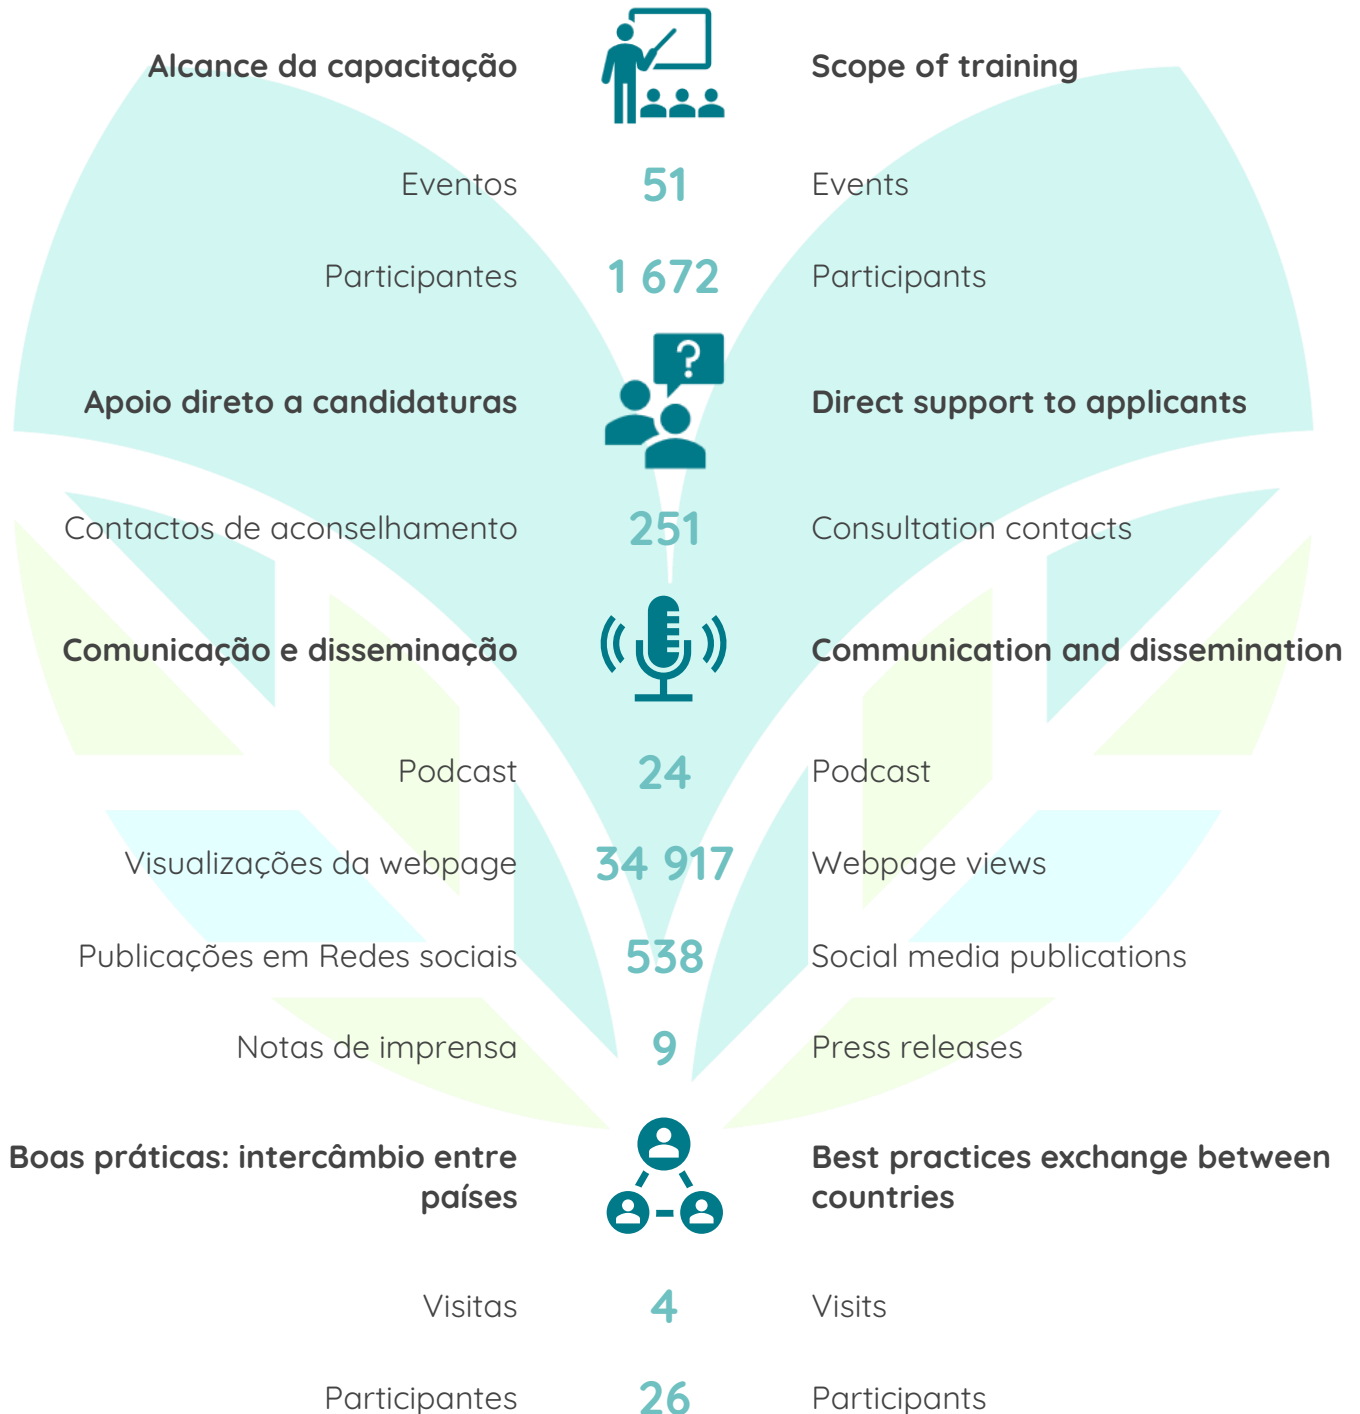 Alcance da capacitação
Scope of training
Eventos 51 Events
Participantes 1 672 Participants
?
Apoio direto a candidaturas
Direct support to applicants
Contactos de aconselhamento 251 Consultation contacts
Comunicação e disseminação
Communication and dissemination
Podcast 24 Podcast
Visualizações da webpage 34 917 Webpage views
Publicações em Redes sociais 538 Social media publications
Notas de imprensa 9 Press releases
Boas práticas: intercâmbio entre
países
Best practices exchange between
countries
Visitas 4 Visits
Participantes 26 Participants